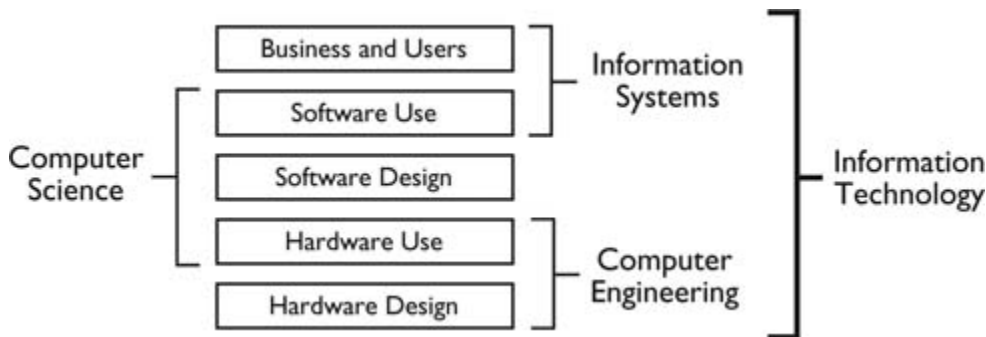 Business and Users
Software Use
Software Design
Hardware Use
Hardware Design
Computer
Science
Information
Systems
Computer
Engineering
Information
Technology